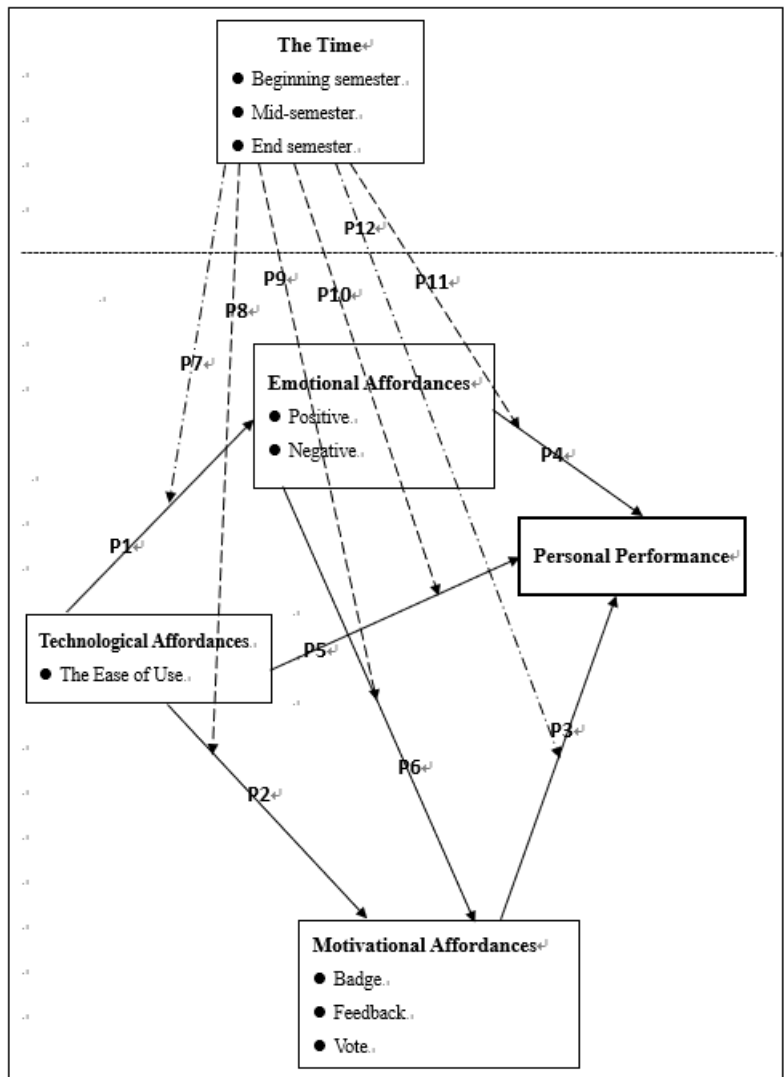 The Time
● Beginning semester.
● Mid-semester.
● End semester.
P12
P9
P10
P11
P8
P7
Emotional Affordances
● Positive.
● Negative.
P4
P1
Personal Performance
Technological Affordances.
● The Ease of Use.
P5
P3
P6
P2
Motivational Affordances
● Badge.
● Feedback.
● Vote.